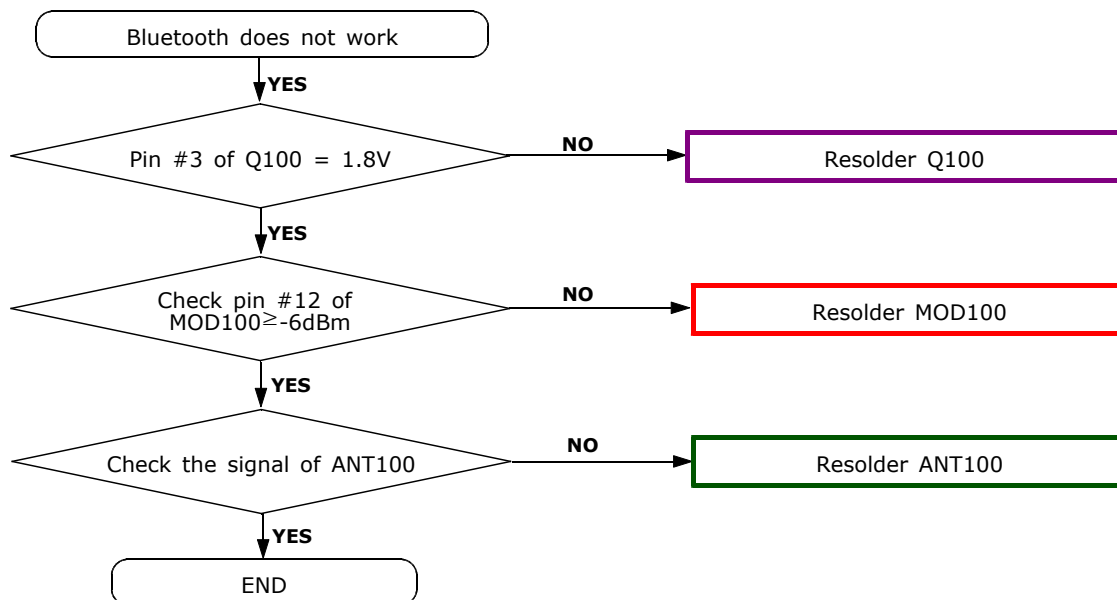 Bluetooth does not work
YES
Pin #3 of Q100 = 1.8V
NO
Resolder Q100
YES
Check pin #12 of
MOD100≥-6dBm
NO
Resolder MOD100
YES
Check the signal of ANT100
NO
Resolder ANT100
YES
END